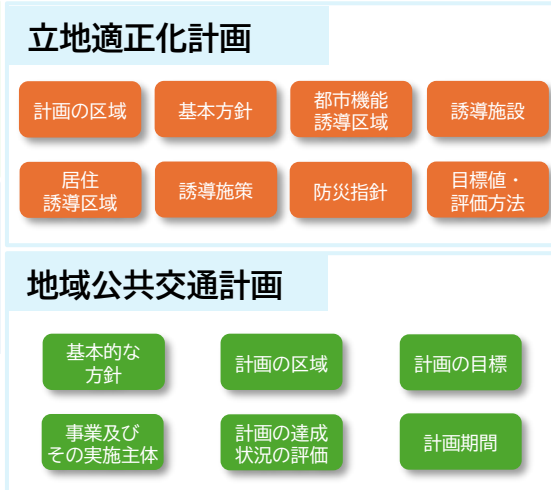 立地適正化計画
計画の区域
基本方針
都市機能
誘導区域
誘導施設
居住
誘導区域
誘導施策
防災指針
目標値・
評価方法
地域公共交通計画
基本的な
方針
計画の区域
計画の目標
事業及び
その実施主体
計画の達成
状況の評価
計画期間